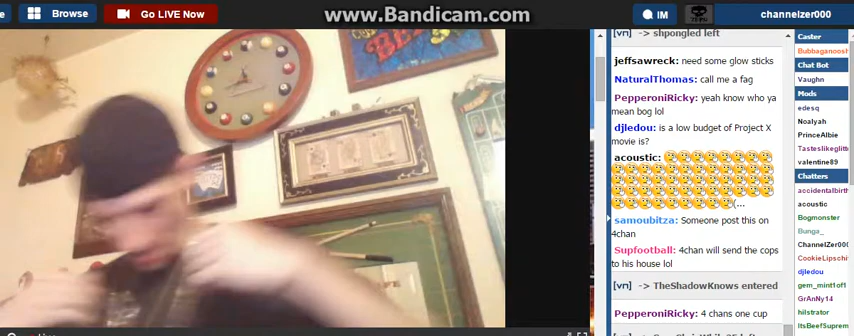 www.Bandicam.com
e Browse Go LIVE Now IM channelzer000
[vn] -> shpongled left
jeffsawreck: need some glow sticks
NaturalThomas: call me a fag
PepperoniRicky: yeah know who ya
mean bog lol
djledou: is a low budget of Project X
movie is?
acoustic:
(...
samoubitza: Someone post this on
4chan
Supfootball: 4chan will send the cops
to his house lol
[vn] -> TheShadowKnows entered
PepperoniRicky: 4 chans one cup
Caster
Bubbaganoosh
Chat Bot
Vaughn
Mods
edesq
Noalyah
PrinceAlbie
Tasteslikeglitt
valentine89
Chatters
accidentalbirth
acoustic
Bogmonster
Bunga_
ChannelZer000
CookieLipschi
djledou
gem_mint1of1
GrAnNy14
hilstrator
ItsBeefSuprem